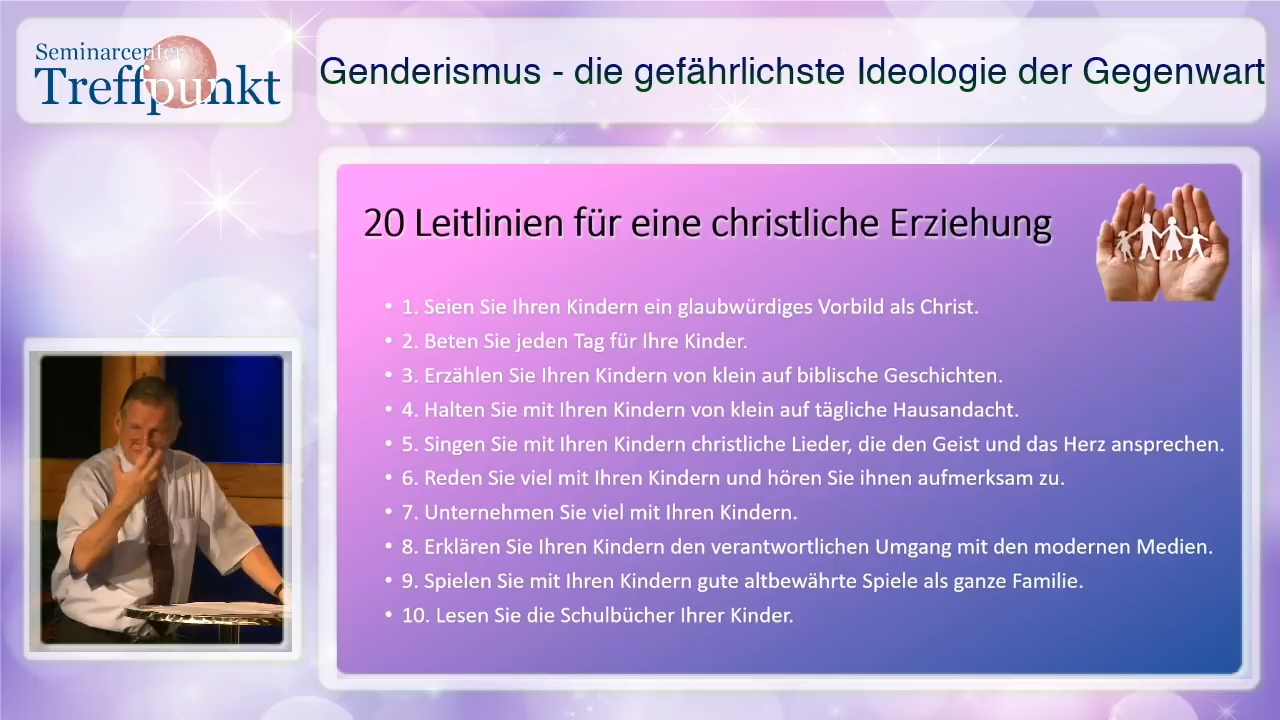 Seminarcenter
Treffpunkt
Genderismus - die gefährlichste Ideologie der Gegenwart
20 Leitlinien für eine christliche Erziehung
• 1. Seien Sie Ihren Kindern ein glaubwürdiges Vorbild als Christ.
• 2. Beten Sie jeden Tag für Ihre Kinder.
• 3. Erzählen Sie Ihren Kindern von klein auf biblische Geschichten.
• 4. Halten Sie mit Ihren Kindern von klein auf tägliche Hausandacht.
• 5. Singen Sie mit Ihren Kindern christliche Lieder, die den Geist und das Herz ansprechen.
• 6. Reden Sie viel mit Ihren Kindern und hören Sie ihnen aufmerksam zu.
• 7. Unternehmen Sie viel mit Ihren Kindern.
• 8. Erklären Sie Ihren Kindern den verantwortlichen Umgang mit den modernen Medien.
• 9. Spielen Sie mit Ihren Kindern gute altbewährte Spiele als ganze Familie.
• 10. Lesen Sie die Schulbücher Ihrer Kinder.